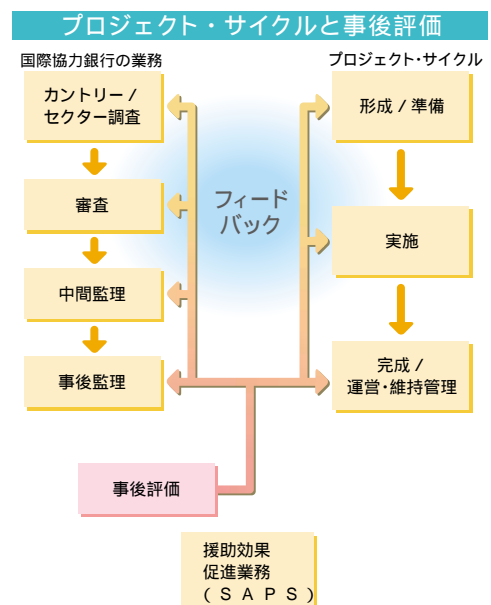 プロジェクト・サイクルと事後評価
国際協力銀行の業務
プロジェクト・サイクル
カントリー /
セクター調査
形成 / 準備
フィード
バック
審査
実施
中間監理
事後監理
完成 /
運営・維持管理
事後評価
援助効果
促進業務
( S A P S )